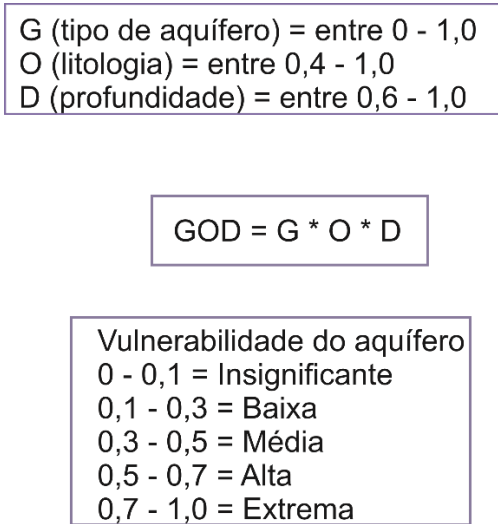 G (tipo de aquífero) = entre 0 - 1,0
O (litologia) = entre 0,4 - 1,0
D (profundidade) = entre 0,6 - 1,0
GOD = G * O * D
Vulnerabilidade do aquífero
0 - 0,1 = Insignificante
0,1 - 0,3 = Baixa
0,3 - 0,5 = Média
0,5 - 0,7 = Alta
0,7 - 1,0 = Extrema